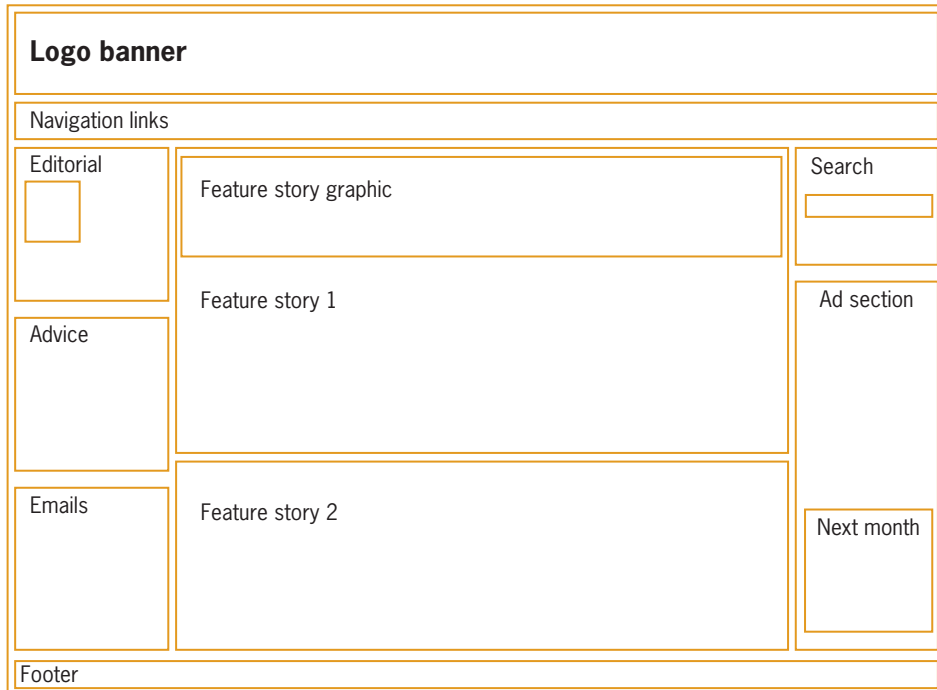 Logo banner
Navigation links
Editorial
Advice
Emails
Feature story graphic
Feature story 1
Feature story 2
Search
Ad section
Next month
Footer